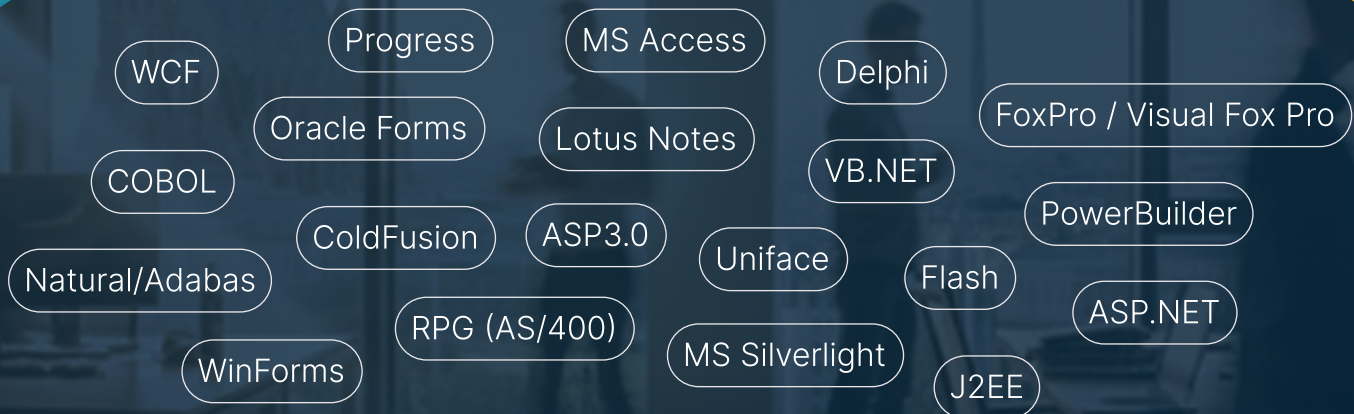 Progress
MS Access
WCF
Delphi
FoxPro / Visual Fox Pro
Oracle Forms
Lotus Notes
VB.NET
COBOL
PowerBuilder
ColdFusion
ASP3.0
Uniface
Natural/Adabas
Flash
ASP.NET
RPG (AS/400)
MS Silverlight
WinForms
J2EE